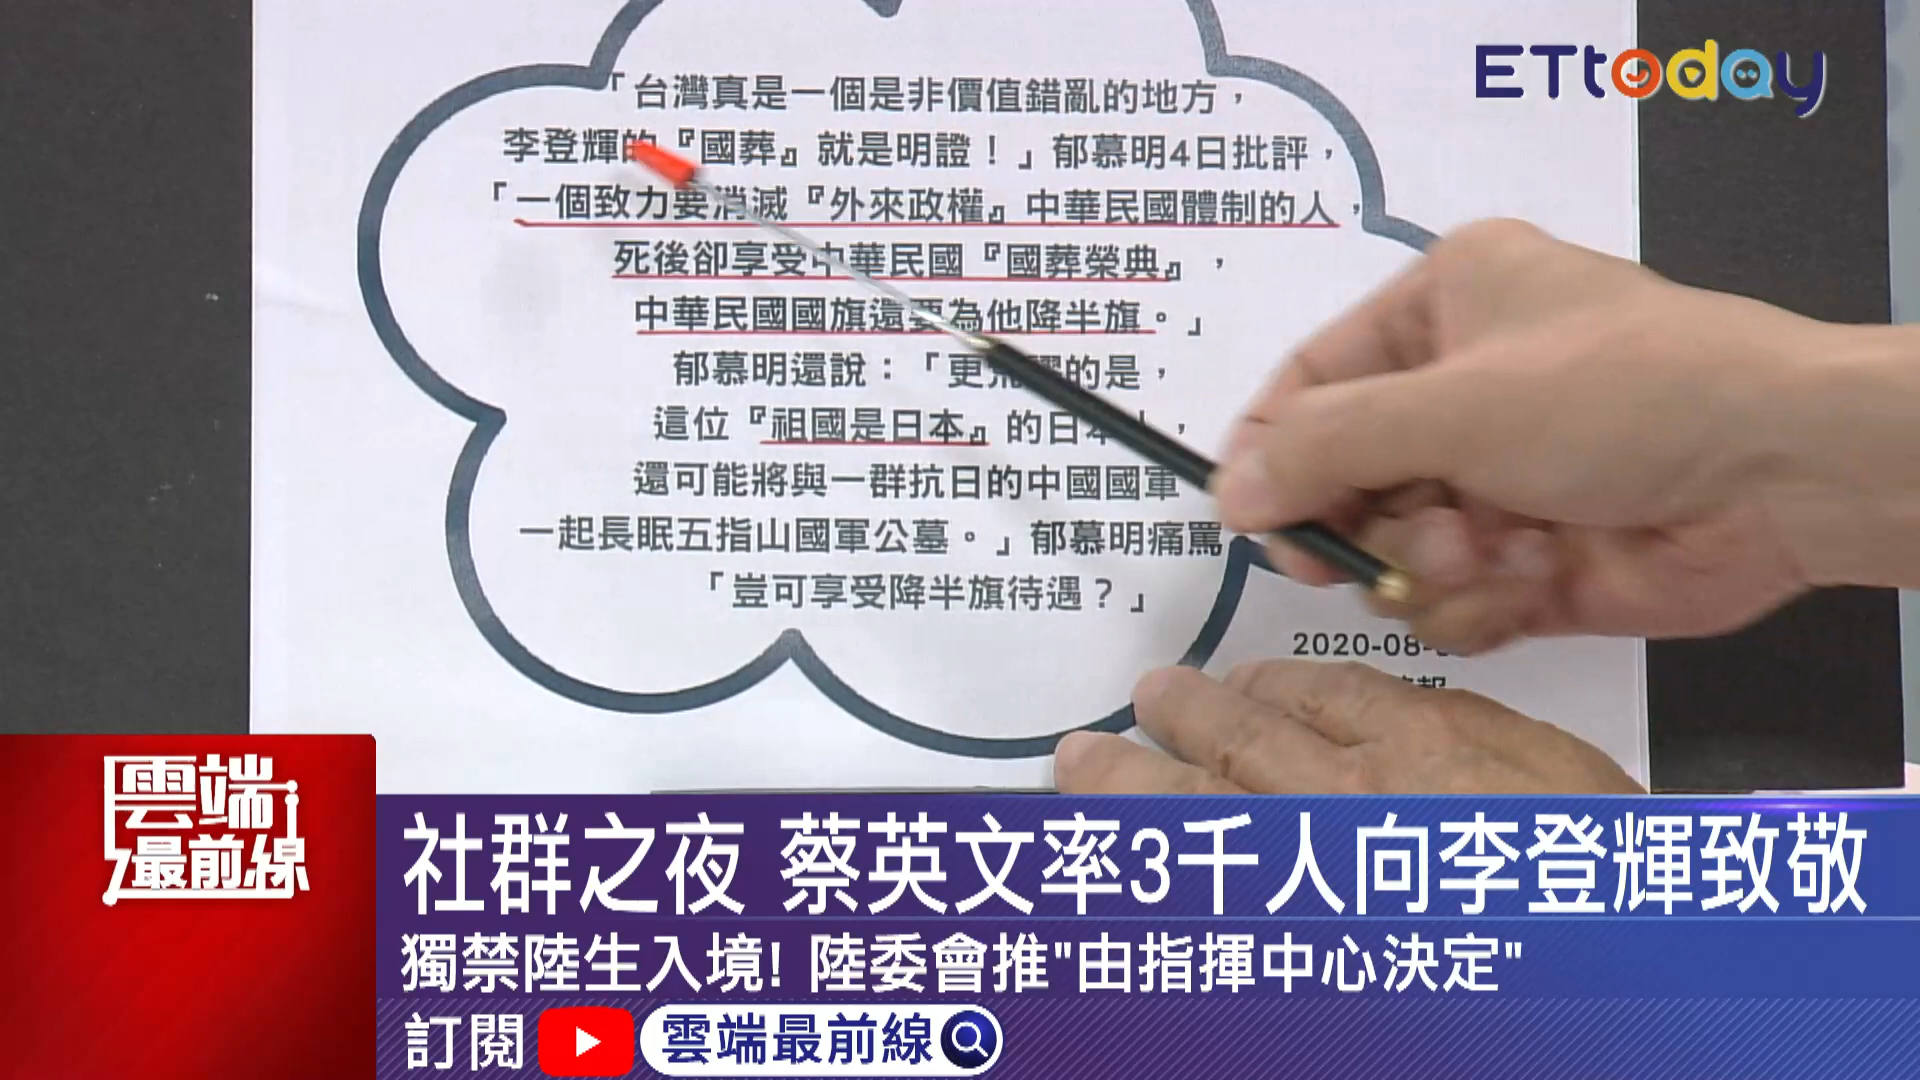 ETtoday
「台灣真是一個是非價值錯亂的地方，
李登輝的『國葬』就是明證！」郁慕明4日批評，
「一個致力要消滅『外來政權』中華民國體制的人，
死後卻享受中華民國『國葬榮典』，
中華民國國旗還要為他降半旗。」
郁慕明還說：「更 的是，
這位『祖國是日本』的日本人，
還可能將與一群抗日的中國國軍
一起長眠五指山國軍公墓。」郁慕明痛罵
「豈可享受降半旗待遇？」
2020-08-
雲端
最前線
社群之夜 蔡英文率3千人向李登輝致敬
獨禁陸生入境! 陸委會推"由指揮中心決定"
訂閱 雲端最前線